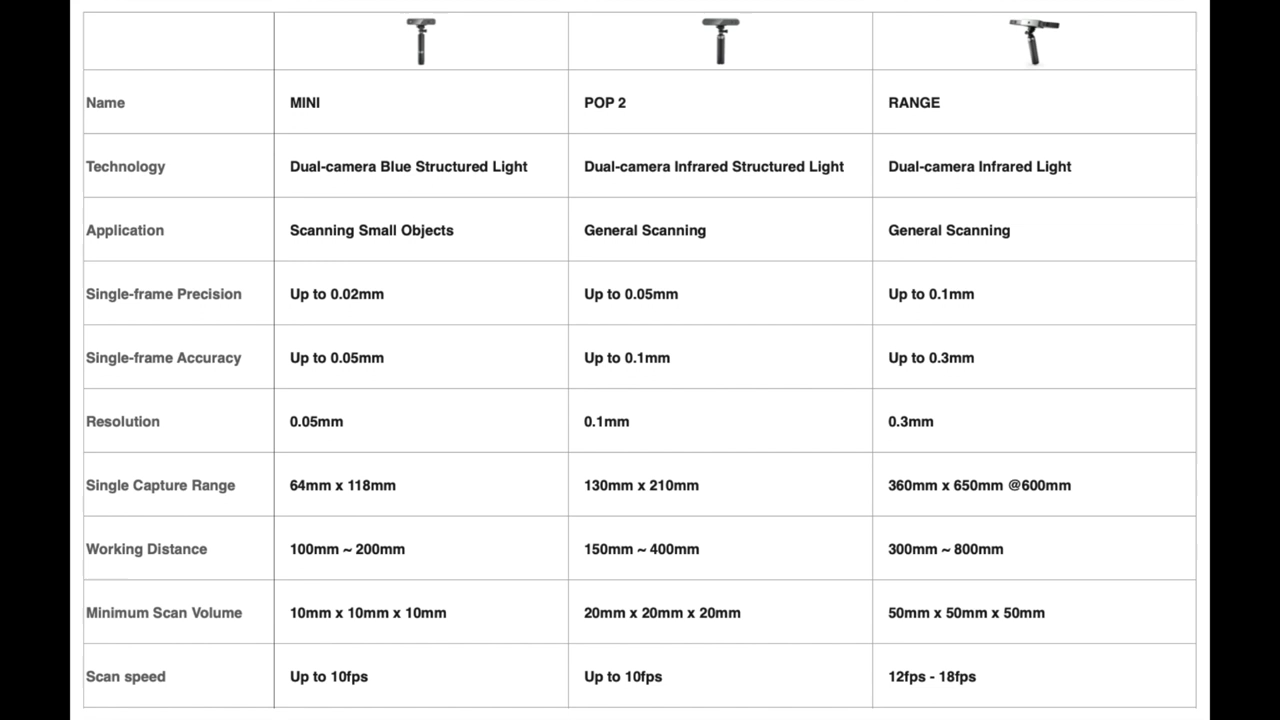 Name MINI POP 2 RANGE
Technology Dual-camera Blue Structured Light Dual-camera Infrared Structured Light Dual-camera Infrared Light
Application Scanning Small Objects General Scanning General Scanning
Single-frame Precision Up to 0.02mm Up to 0.05mm Up to 0.1mm
Single-frame Accuracy Up to 0.05mm Up to 0.1mm Up to 0.3mm
Resolution 0.05mm 0.1mm 0.3mm
Single Capture Range 64mm x 118mm 130mm x 210mm 360mm x 650mm @600mm
Working Distance 100mm ~ 200mm 150mm ~ 400mm 300mm ~ 800mm
Minimum Scan Volume 10mm x 10mm x 10mm 20mm x 20mm x 20mm 50mm x 50mm x 50mm
Scan speed Up to 10fps Up to 10fps 12fps - 18fps